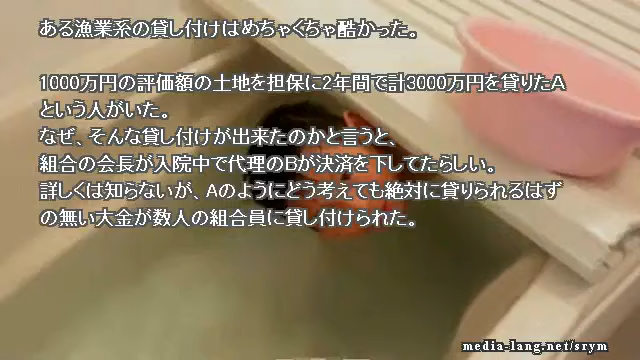 ある漁業系の貸し付けはめちゃくちゃ酷かった。
1000万円の評価額の土地を担保に2年間で計3000万円を貸りたA
という人がいた。
なぜ、そんな貸し付けが出来たのかと言うと、
組合の会長が入院中で代理のBが決済を下してたらしい。
詳しくは知らないが、Aのようにどう考えても絶対に貸りられるはず
の無い大金が数人の組合員に貸し付けられた。
media-lang.net/srym